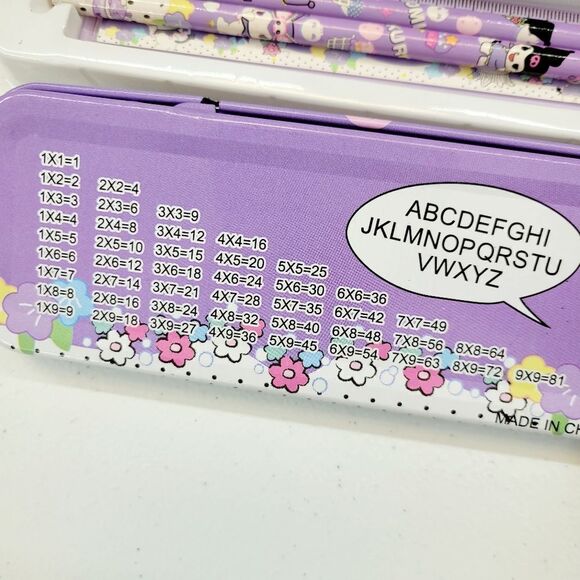 1X1=1
1X2=2 2X2=4
1X3=3 2X3=6 3X3=9
1X4=4 2X4=8 3X4=12 4X4=16
1X5=5 2X5=10 3X5=15 4X5=20 5X5=25
1X6=6 2X6=12 3X6=18 4X6=24 5X6=30 6X6=36
1X7=7 2X7=14 3X7=21 4X7=28 5X7=35 6X7=42 7X7=49
1X8=8 2X8=16 3X8=24 4X8=32 5X8=40 6X8=48 7X8=56 8X8=64
1X9=9 2X9=18 3X9=27 4X9=36 5X9=45 6X9=54 7X9=63 8X9=72 9X9=81
ABCDEFGHI
JKLMNOPQRSTU
VWXYZ
MADE IN